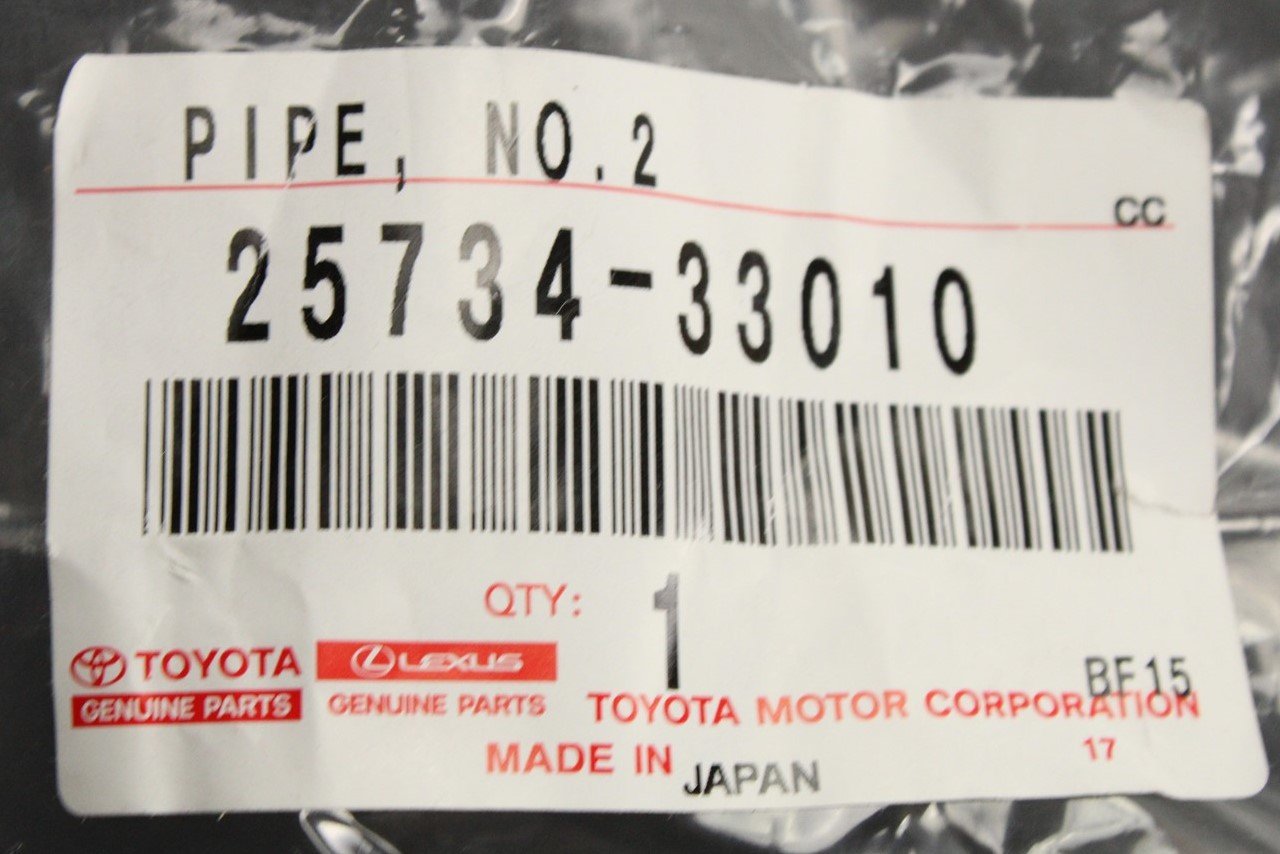 PIPE, NO.2
CC
25734-33010
QTY: 1
TOYOTA LEXUS
GENUINE PARTS GENUINE PARTS
BF15
TOYOTA MOTOR CORPORATION
17
MADE IN JAPAN